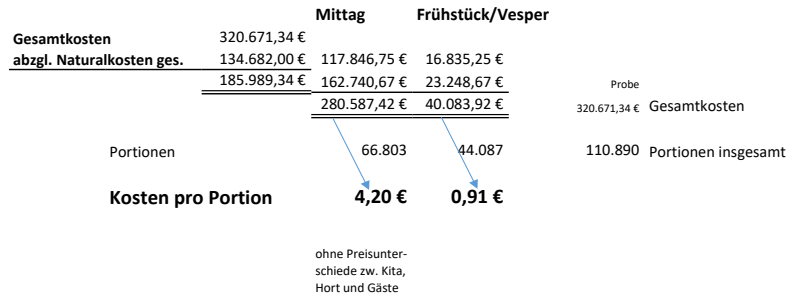 Mittag Frühstück/Vesper
Gesamtkosten 320.671,34 €
abzgl. Naturalkosten ges. 134.682,00 € 117.846,75 € 16.835,25 €
185.989,34 € 162.740,67 € 23.248,67 € Probe
280.587,42 € 40.083,92 € 320.671,34 € Gesamtkosten
Portionen 66.803 44.087 110.890 Portionen insgesamt
Kosten pro Portion 4,20 € 0,91 €
ohne Preisunter-
schiede zw. Kita,
Hort und Gäste